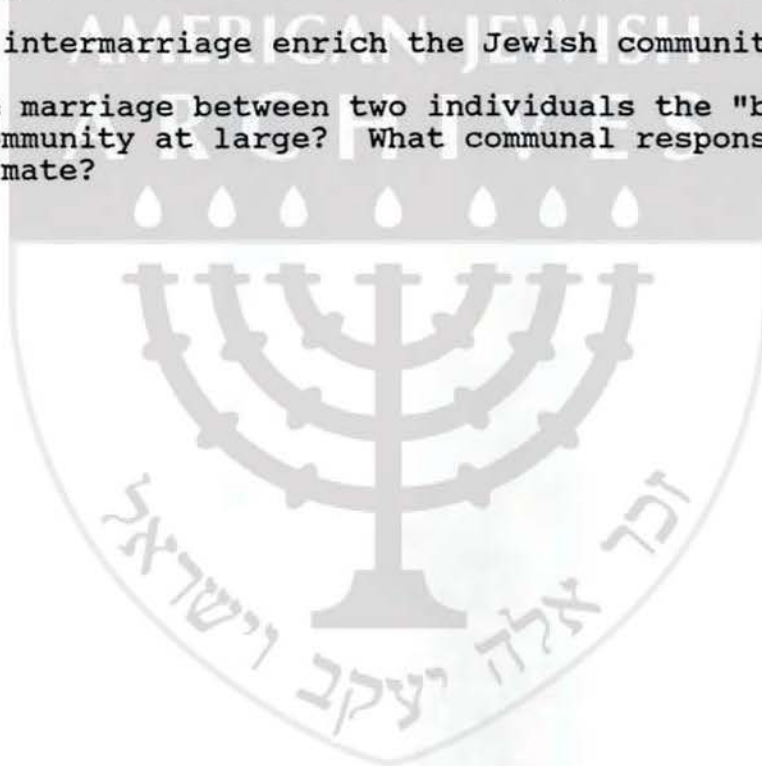 intermarriage enrich the Jewish communit
AMERICAN JEWISH
marriage between two individuals the "b
mmunity at large? What communal respons
ARCHIVES
mate?
זכר אלה יעקב וישראל